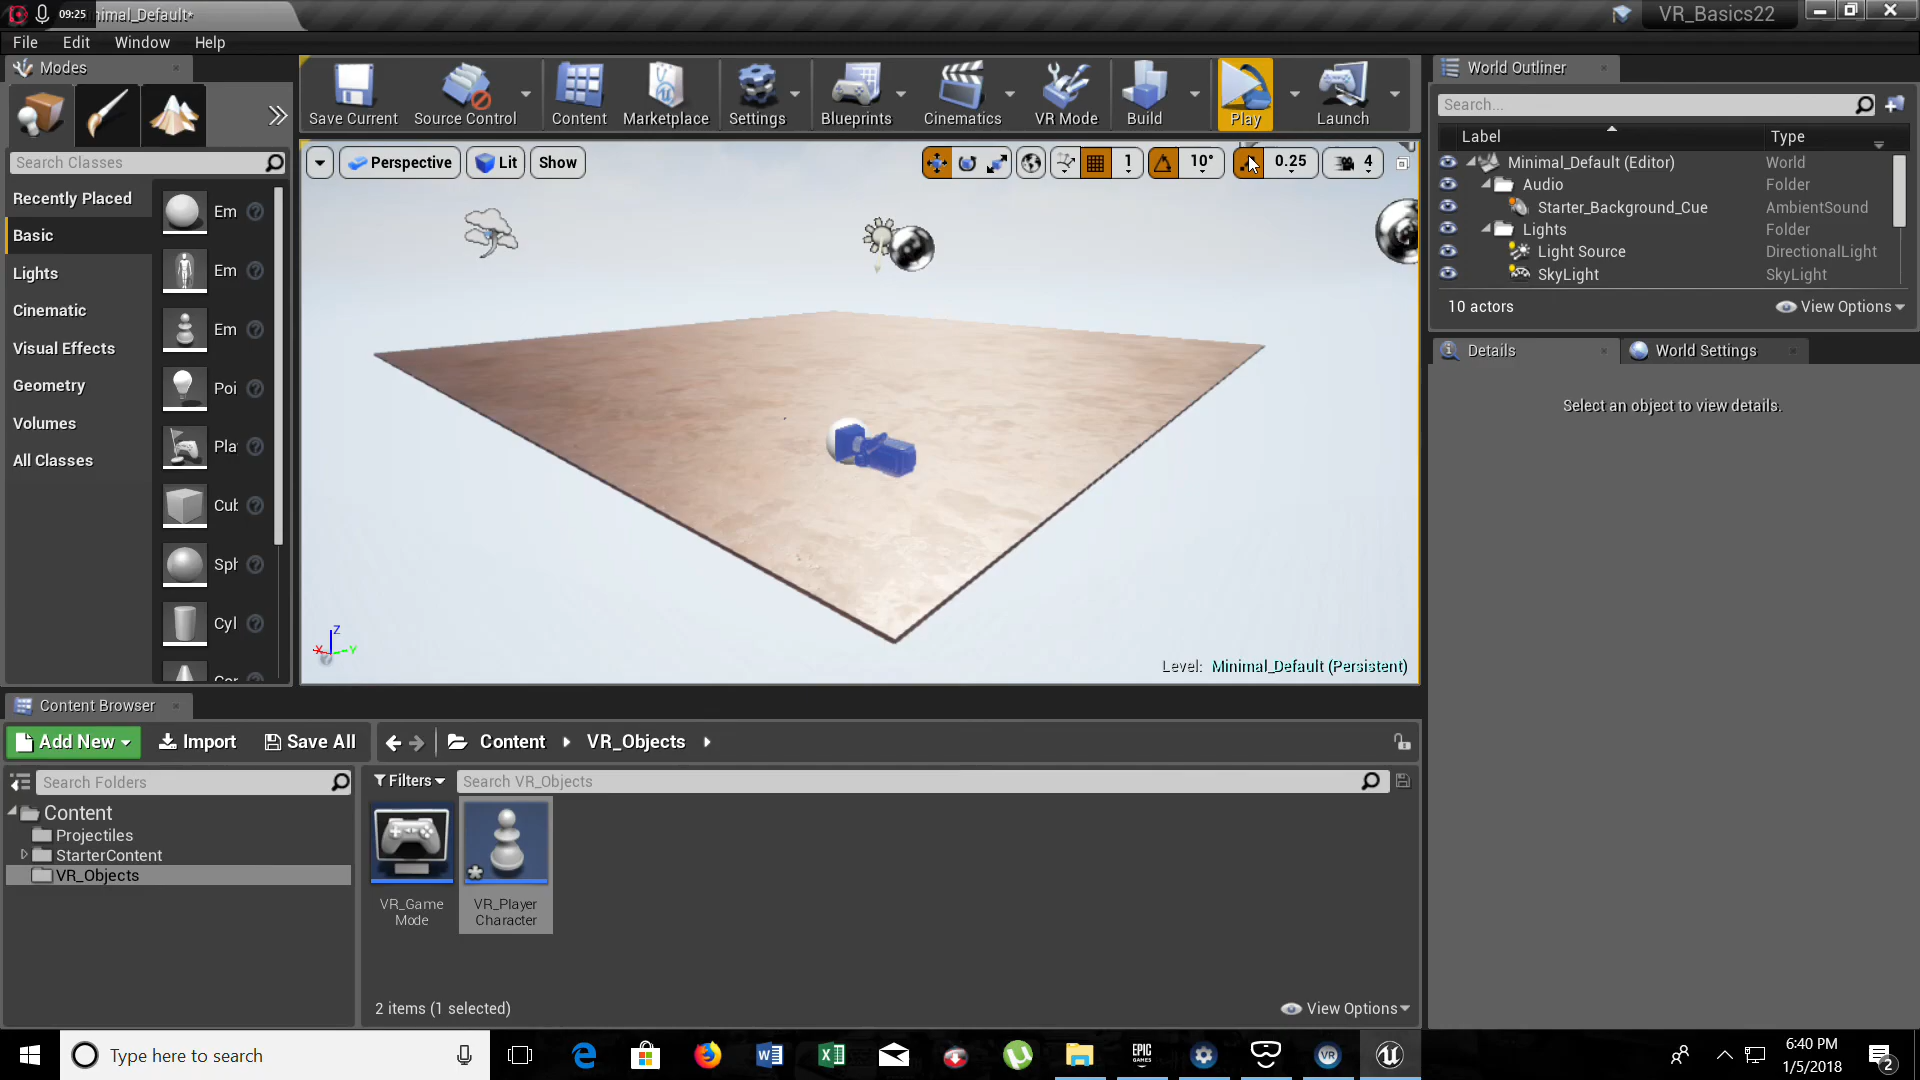 09:25
inimal_Default*
VR_Basics22
File
Edit
Window
Help
Modes
Save Current
Source Control
Content
Marketplace
Settings
Blueprints
Cinematics
VR Mode
Build
Play
Launch
World Outliner
Search...
Label
Type
Minimal_Default (Editor)
World
Audio
Folder
Starter_Background_Cue
AmbientSound
Lights
Folder
Light Source
DirectionalLight
SkyLight
SkyLight
10 actors
View Options
Search Classes
Recently Placed
Basic
Lights
Cinematic
Visual Effects
Geometry
Volumes
All Classes
Em
Em
Em
Poi
Pla
Cub
Sph
Cyl
Perspective
Lit
Show
1
10°
0.25
4
Z
X
Y
Level: Minimal_Default (Persistent)
Details
World Settings
Select an object to view details.
Content Browser
Add New
Import
Save All
Content
VR_Objects
Search Folders
Filters
Search VR_Objects
Content
Projectiles
StarterContent
VR_Objects
VR_Game
Mode
VR_Player
Character
2 items (1 selected)
View Options
Type here to search
EPIC
GAMES
VR
6:40 PM
1/5/2018
2